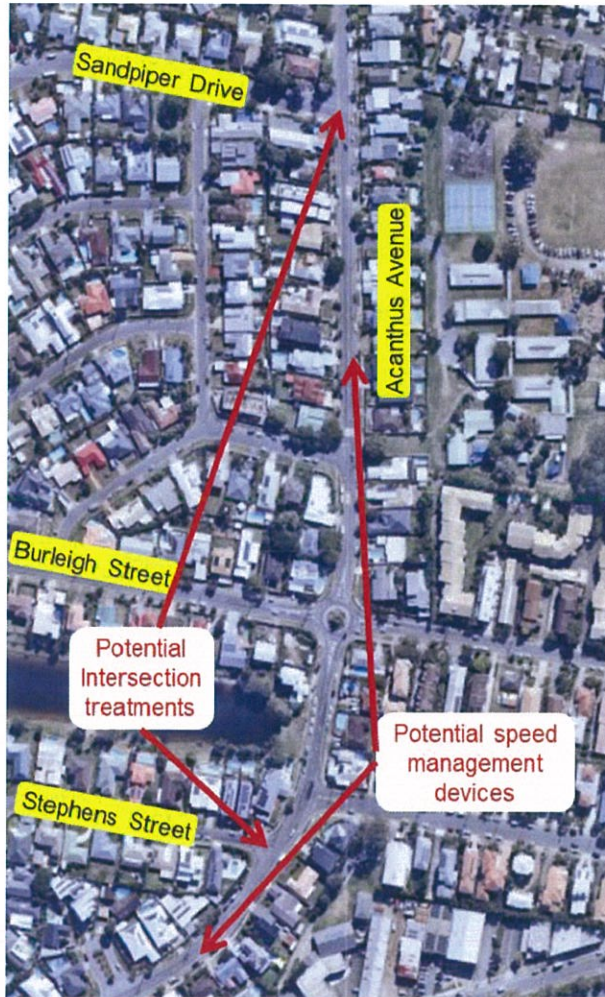 Sandpiper Drive
Acanthus Avenue
Burleigh Street
Potential
Intersection
treatments
Potential speed
management
devices
Stephens Street